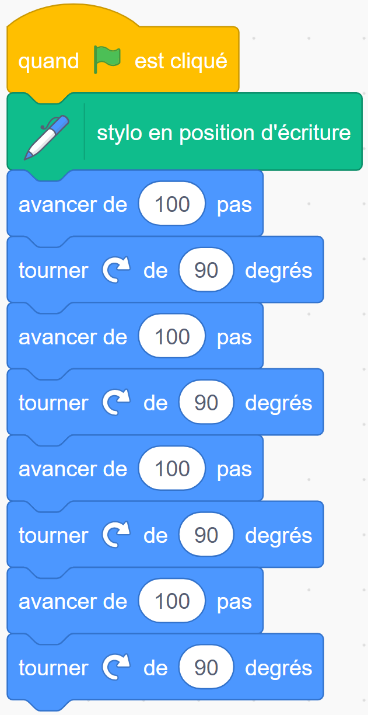 quand est cliqué
stylo en position d'écriture
avancer de 100 pas
tourner de 90 degrés
avancer de 100 pas
tourner de 90 degrés
avancer de 100 pas
tourner de 90 degrés
avancer de 100 pas
tourner de 90 degrés